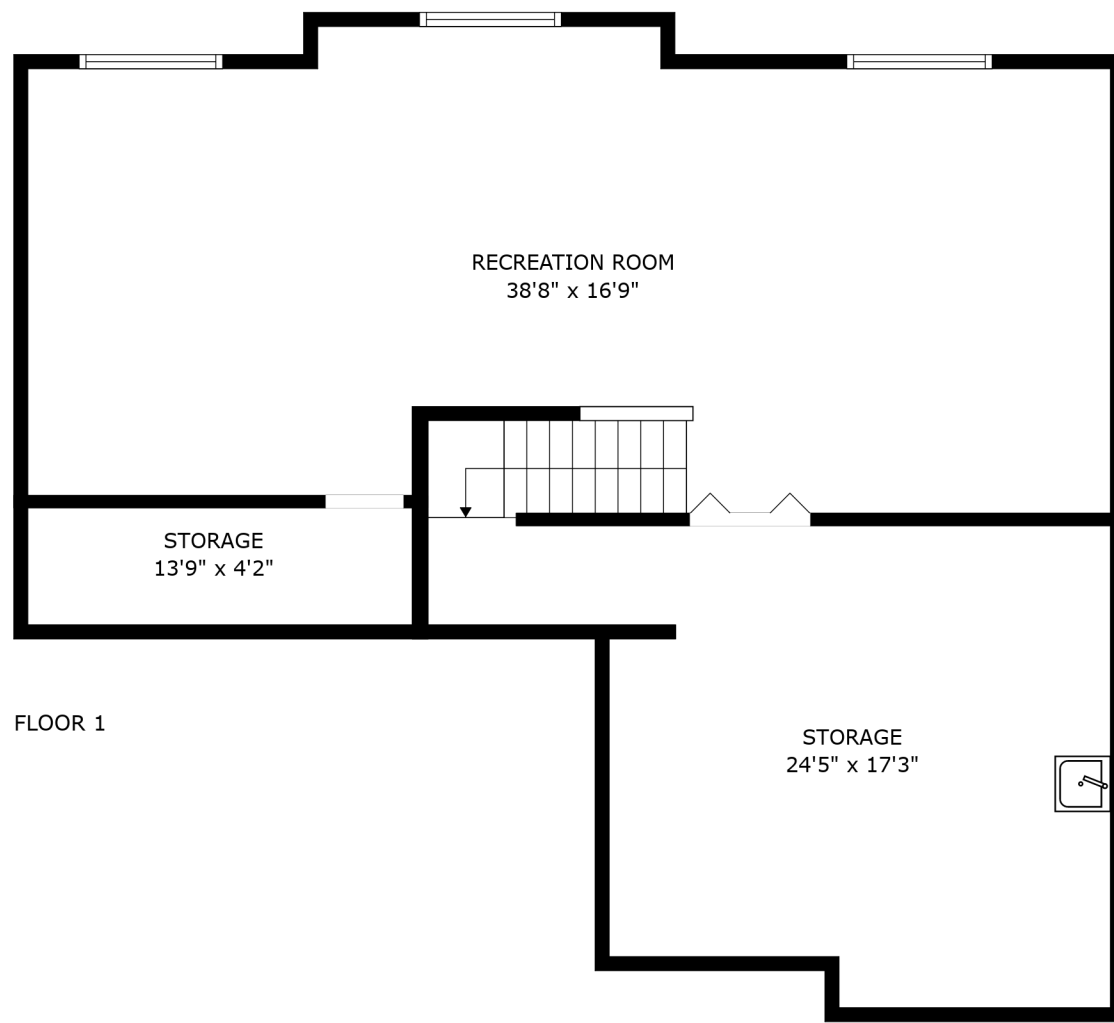 RECREATION ROOM
38'8" x 16'9"
STORAGE
13'9" x 4'2"
FLOOR 1
STORAGE
24'5" x 17'3"